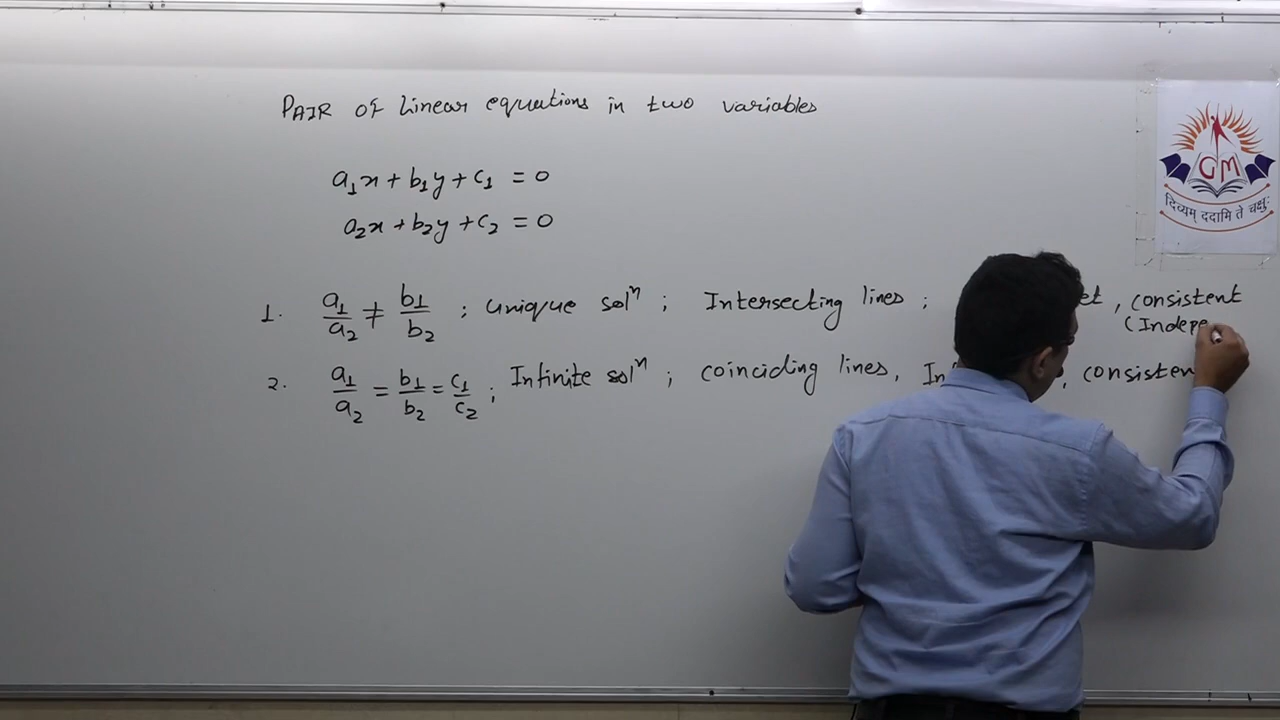 PAIR OF Linear equations in two variables
a₁x + b₁y + c₁ = 0
a₂x + b₂y + c₂ = 0
1. a₁/a₂ ≠ b₁/b₂ ; unique solⁿ ; Intersecting lines ; , consistent
(Indepe
2. a₁/a₂ = b₁/b₂ = c₁/c₂ ; Infinite solⁿ ; coinciding lines, In , consisten
GM
दिव्यम् ददामि ते चक्षुः